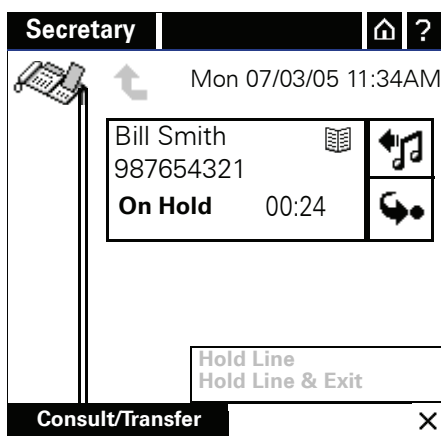 Secretary ?
Mon 07/03/05 11:34AM
Bill Smith
987654321
On Hold 00:24
Hold Line
Hold Line & Exit
Consult/Transfer